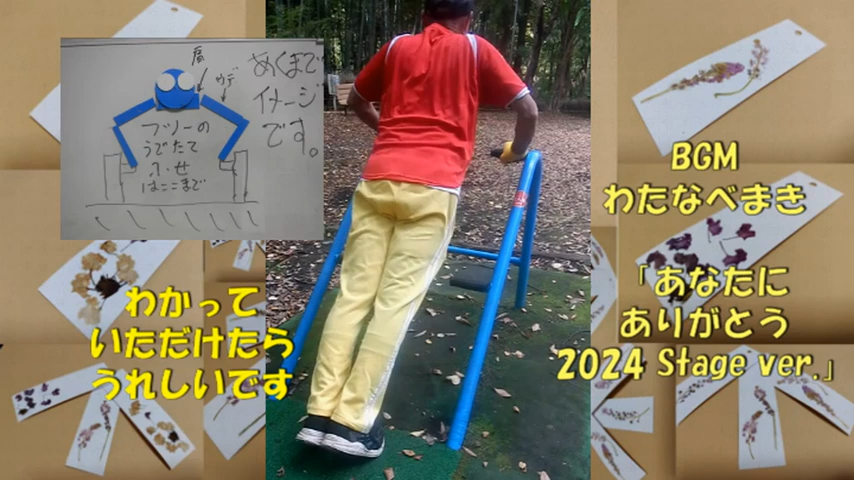 肩
ウデ
あくまで
イメージ
です。
フツーの
うでたて
ふせ
はここまで
わかって
いただけたら
うれしいです
BGM
わたなべまき
「あなたに
ありがとう
2024 Stage ver.」